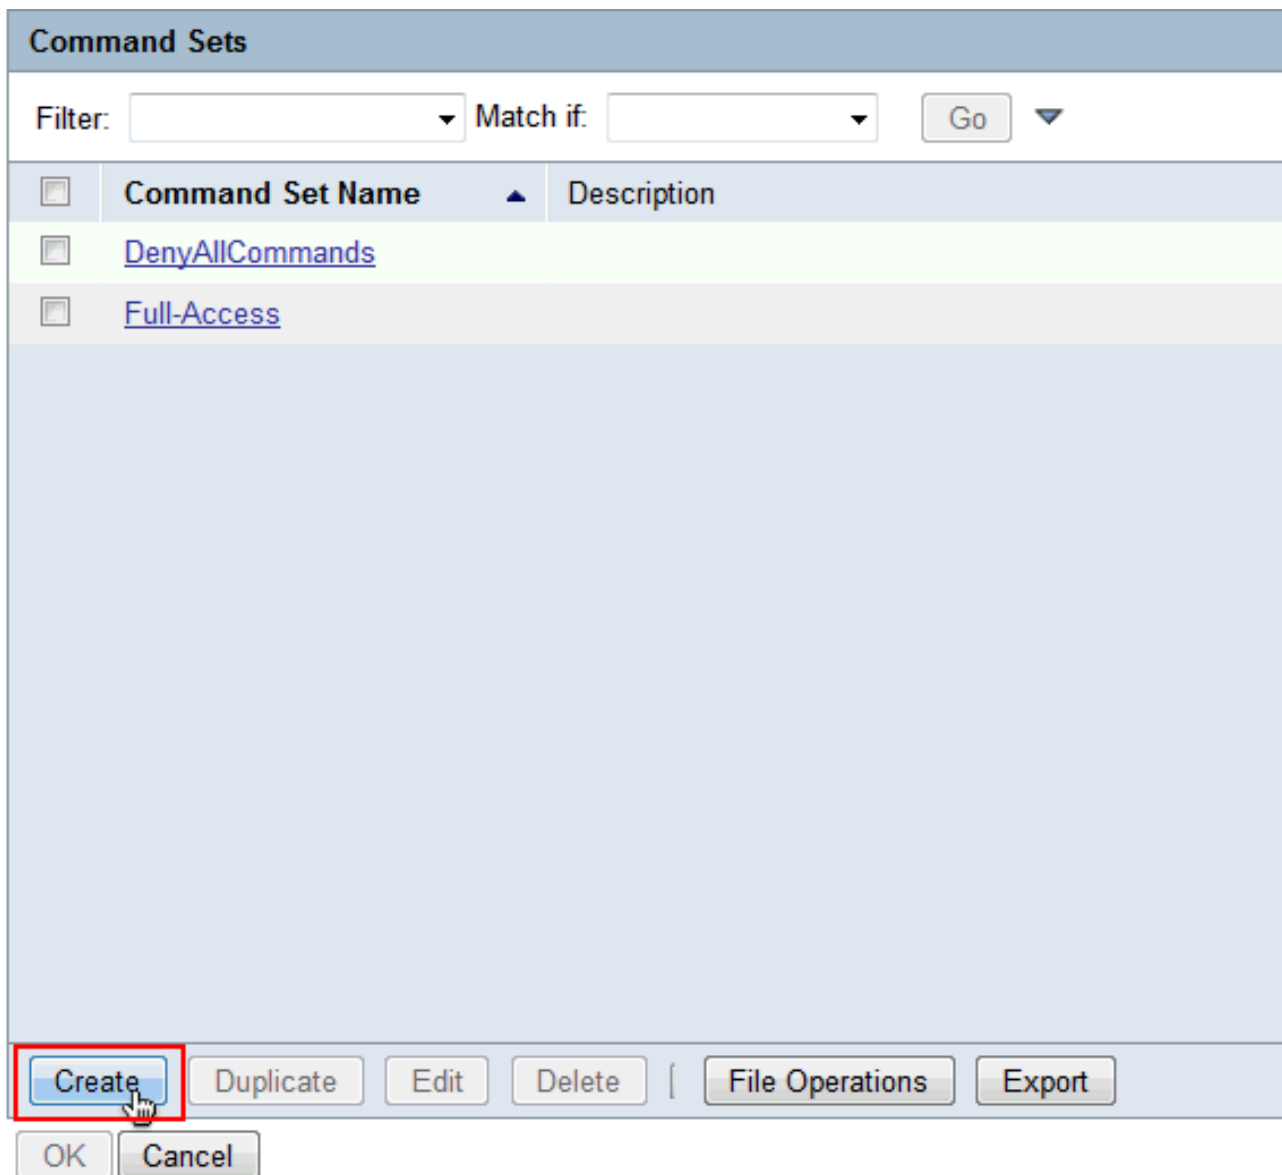 Command Sets
Filter: Match if: Go
Command Set Name Description
DenyAllCommands
Full-Access
Create Duplicate Edit Delete File Operations Export
OK Cancel